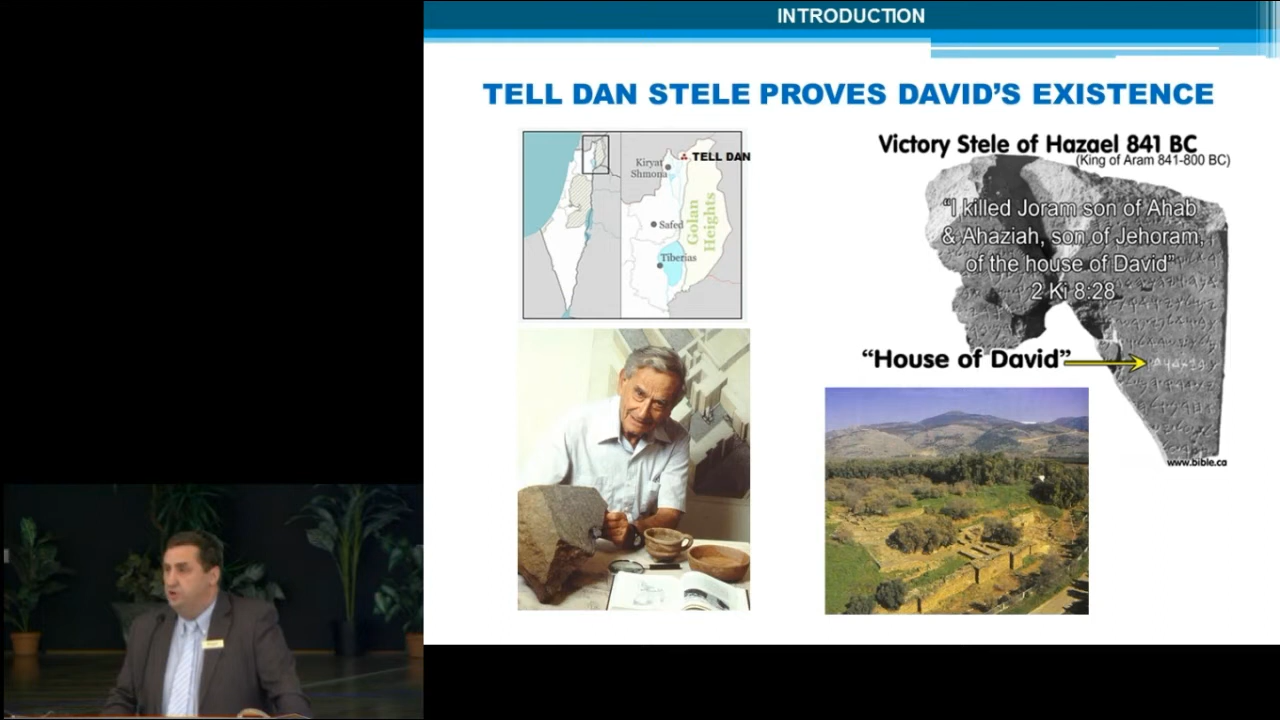 INTRODUCTION
TELL DAN STELE PROVES DAVID'S EXISTENCE
Kiryat
Shmona
TELL DAN
Safed
Golan
Heights
Tiberias
Victory Stele of Hazael 841 BC
(King of Aram 841-800 BC)
"I killed Joram son of Ahab
& Ahaziah, son of Jehoram,
of the house of David"
2 Ki 8:28
"House of David"
www.bible.ca